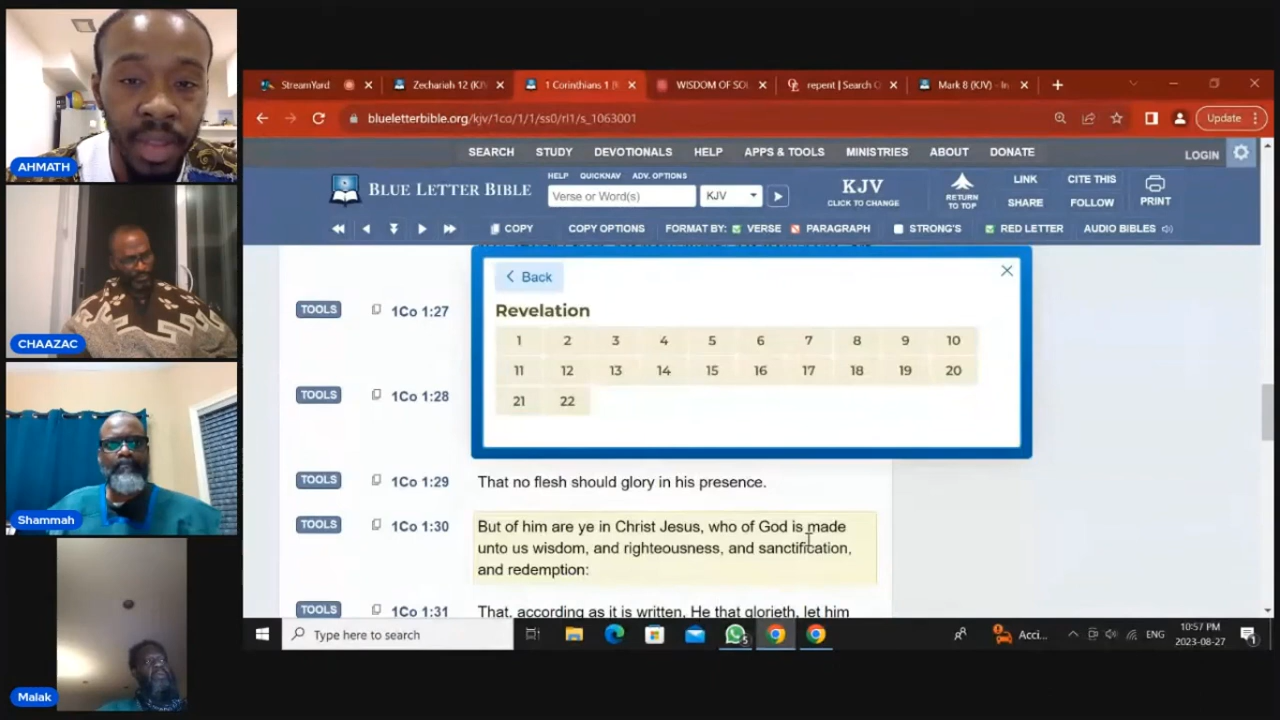 AHMATH
CHAAZAC
Shammah
Malak
StreamYard
Zechariah 12 (KJV
1 Corinthians 1 (
WISDOM OF SOL
repent | Search O
Mark 8 (KJV) - In
blueletterbible.org/kjv/1co/1/1/ss0/rl1/s_1063001
Update
SEARCH STUDY DEVOTIONALS HELP APPS & TOOLS MINISTRIES ABOUT DONATE
LOGIN
BLUE LETTER BIBLE
HELP QUICKNAV ADV. OPTIONS
Verse or Word(s)
KJV
KJV
CLICK TO CHANGE
RETURN
TO TOP
LINK
SHARE
CITE THIS
FOLLOW
PRINT
COPY COPY OPTIONS FORMAT BY: VERSE PARAGRAPH STRONG'S RED LETTER AUDIO BIBLES
Back
Revelation
1 2 3 4 5 6 7 8 9 10
11 12 13 14 15 16 17 18 19 20
21 22
TOOLS 1Co 1:27
TOOLS 1Co 1:28
TOOLS 1Co 1:29 That no flesh should glory in his presence.
TOOLS 1Co 1:30 But of him are ye in Christ Jesus, who of God is made
unto us wisdom, and righteousness, and sanctification,
and redemption:
TOOLS 1Co 1:31 That, according as it is written, He that glorieth, let him
Type here to search
5
Acci...
ENG
10:57 PM
2023-08-27
1